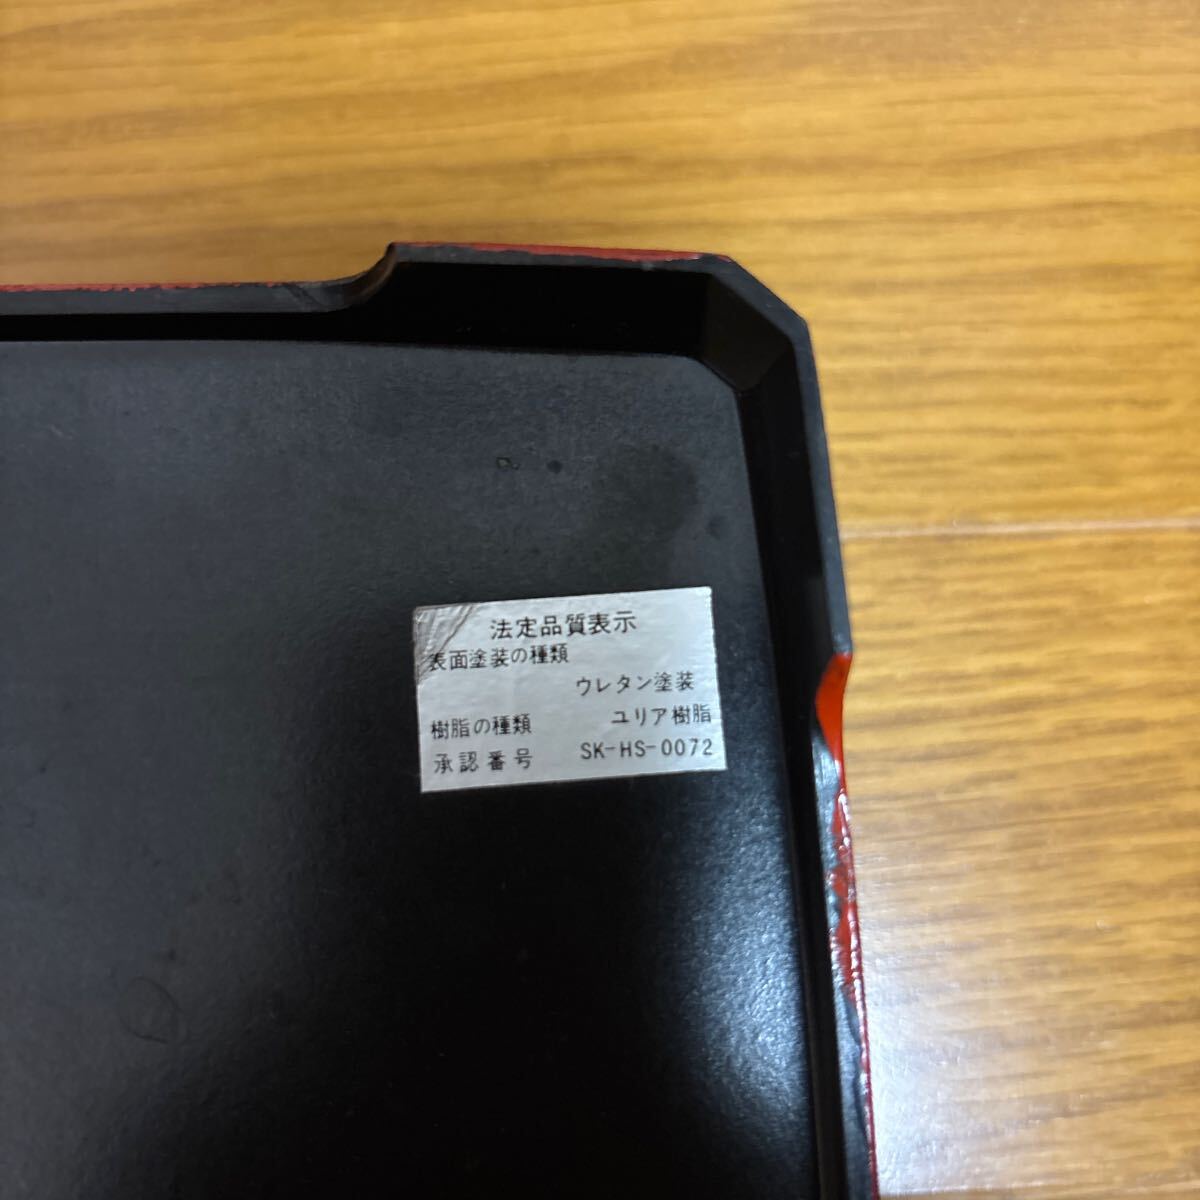 法定品質表示
表面塗装の種類
ウレタン塗装
樹脂の種類 ユリア樹脂
承認番号 SK-HS-0072